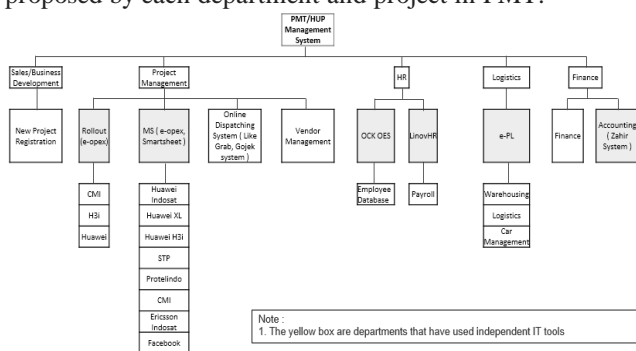 proposed by each department and project in PMT.
PMT/HUP
Management
System
Sales/Business
Development
Project
Management
HR
Logistics
Finance
New Project
Registration
Rollout
(e-opex)
MS ( e-opex,
Smartsheet )
Online
Dispatching
System ( Like
Grab, Gojek
system )
Vendor
Management
OCK OES
LinovHR
e-PL
Finance
Accounting
( Zahir
System )
CMI
H3i
Huawei
Huawei
Indosat
Huawei XL
Huawei H3i
STP
Protelindo
CMI
Ericsson
Indosat
Facebook
Employee
Database
Payroll
Warehousing
Logistics
Car
Management
Note :
1. The yellow box are departments that have used independent IT tools